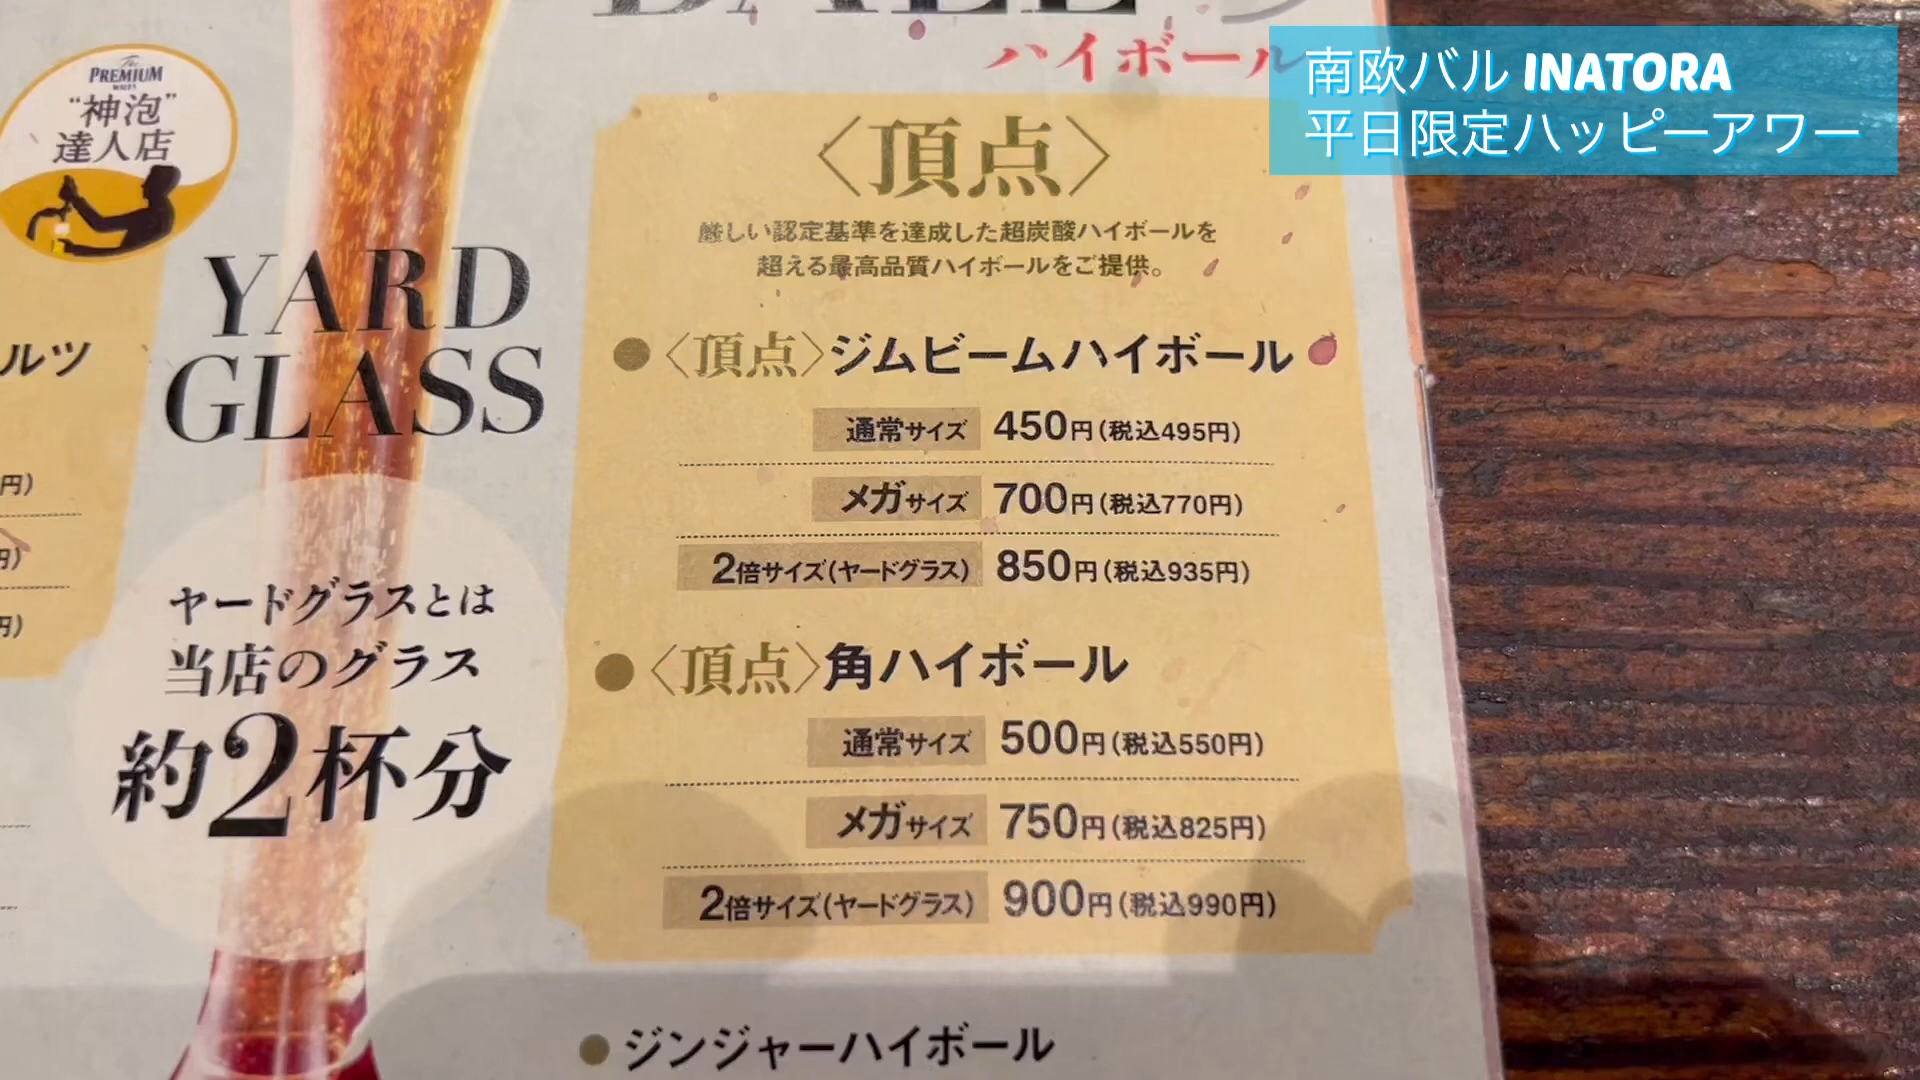 南欧バル INATORA
平日限定ハッピーアワー
ハイボール
The
PREMIUM
MALT'S
“神泡”
達人店
YARD
GLASS
ヤードグラスとは
当店のグラス
約2杯分
ルツ
円)
円)
円)
〈頂点〉
厳しい認定基準を達成した超炭酸ハイボールを
超える最高品質ハイボールをご提供。
●〈頂点〉ジムビームハイボール
通常サイズ 450円(税込495円)
メガサイズ 700円(税込770円)
2倍サイズ(ヤードグラス) 850円(税込935円)
●〈頂点〉角ハイボール
通常サイズ 500円(税込550円)
メガサイズ 750円(税込825円)
2倍サイズ(ヤードグラス) 900円(税込990円)
●ジンジャーハイボール